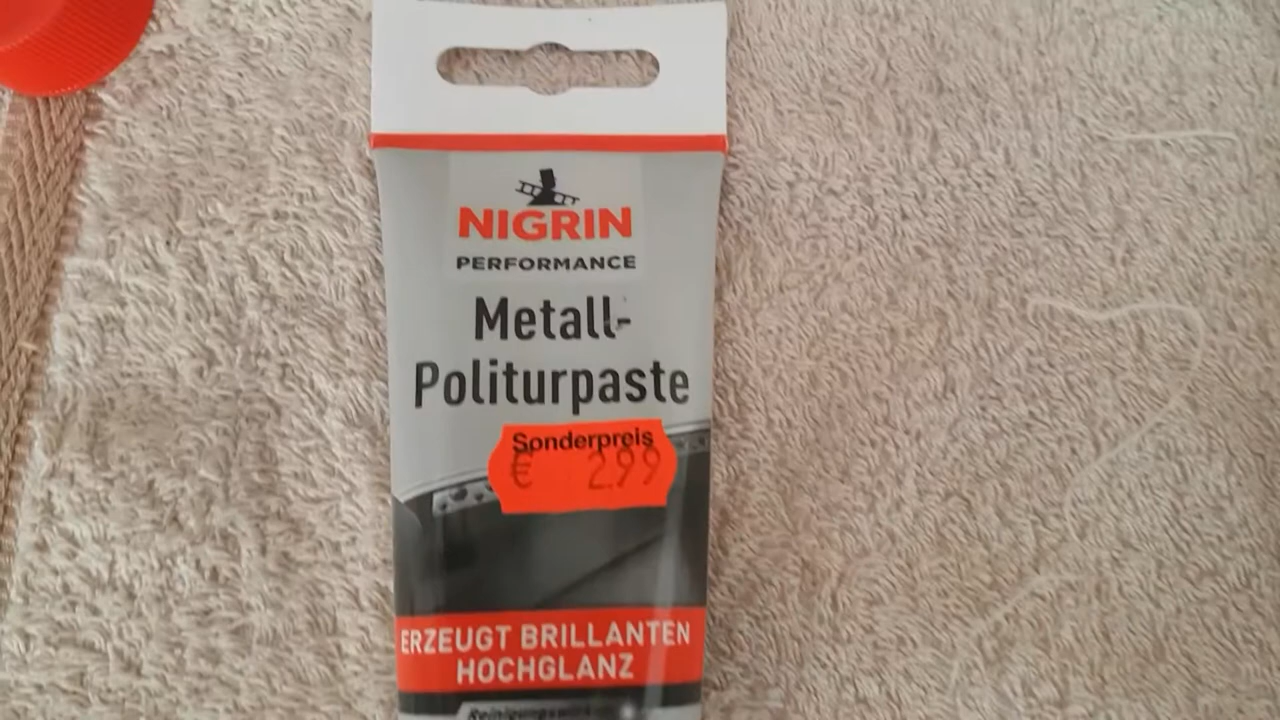 NIGRIN
PERFORMANCE
Metall-
Politurpaste
Sonderpreis
€ 2.99
ERZEUGT BRILLANTEN
HOCHGLANZ